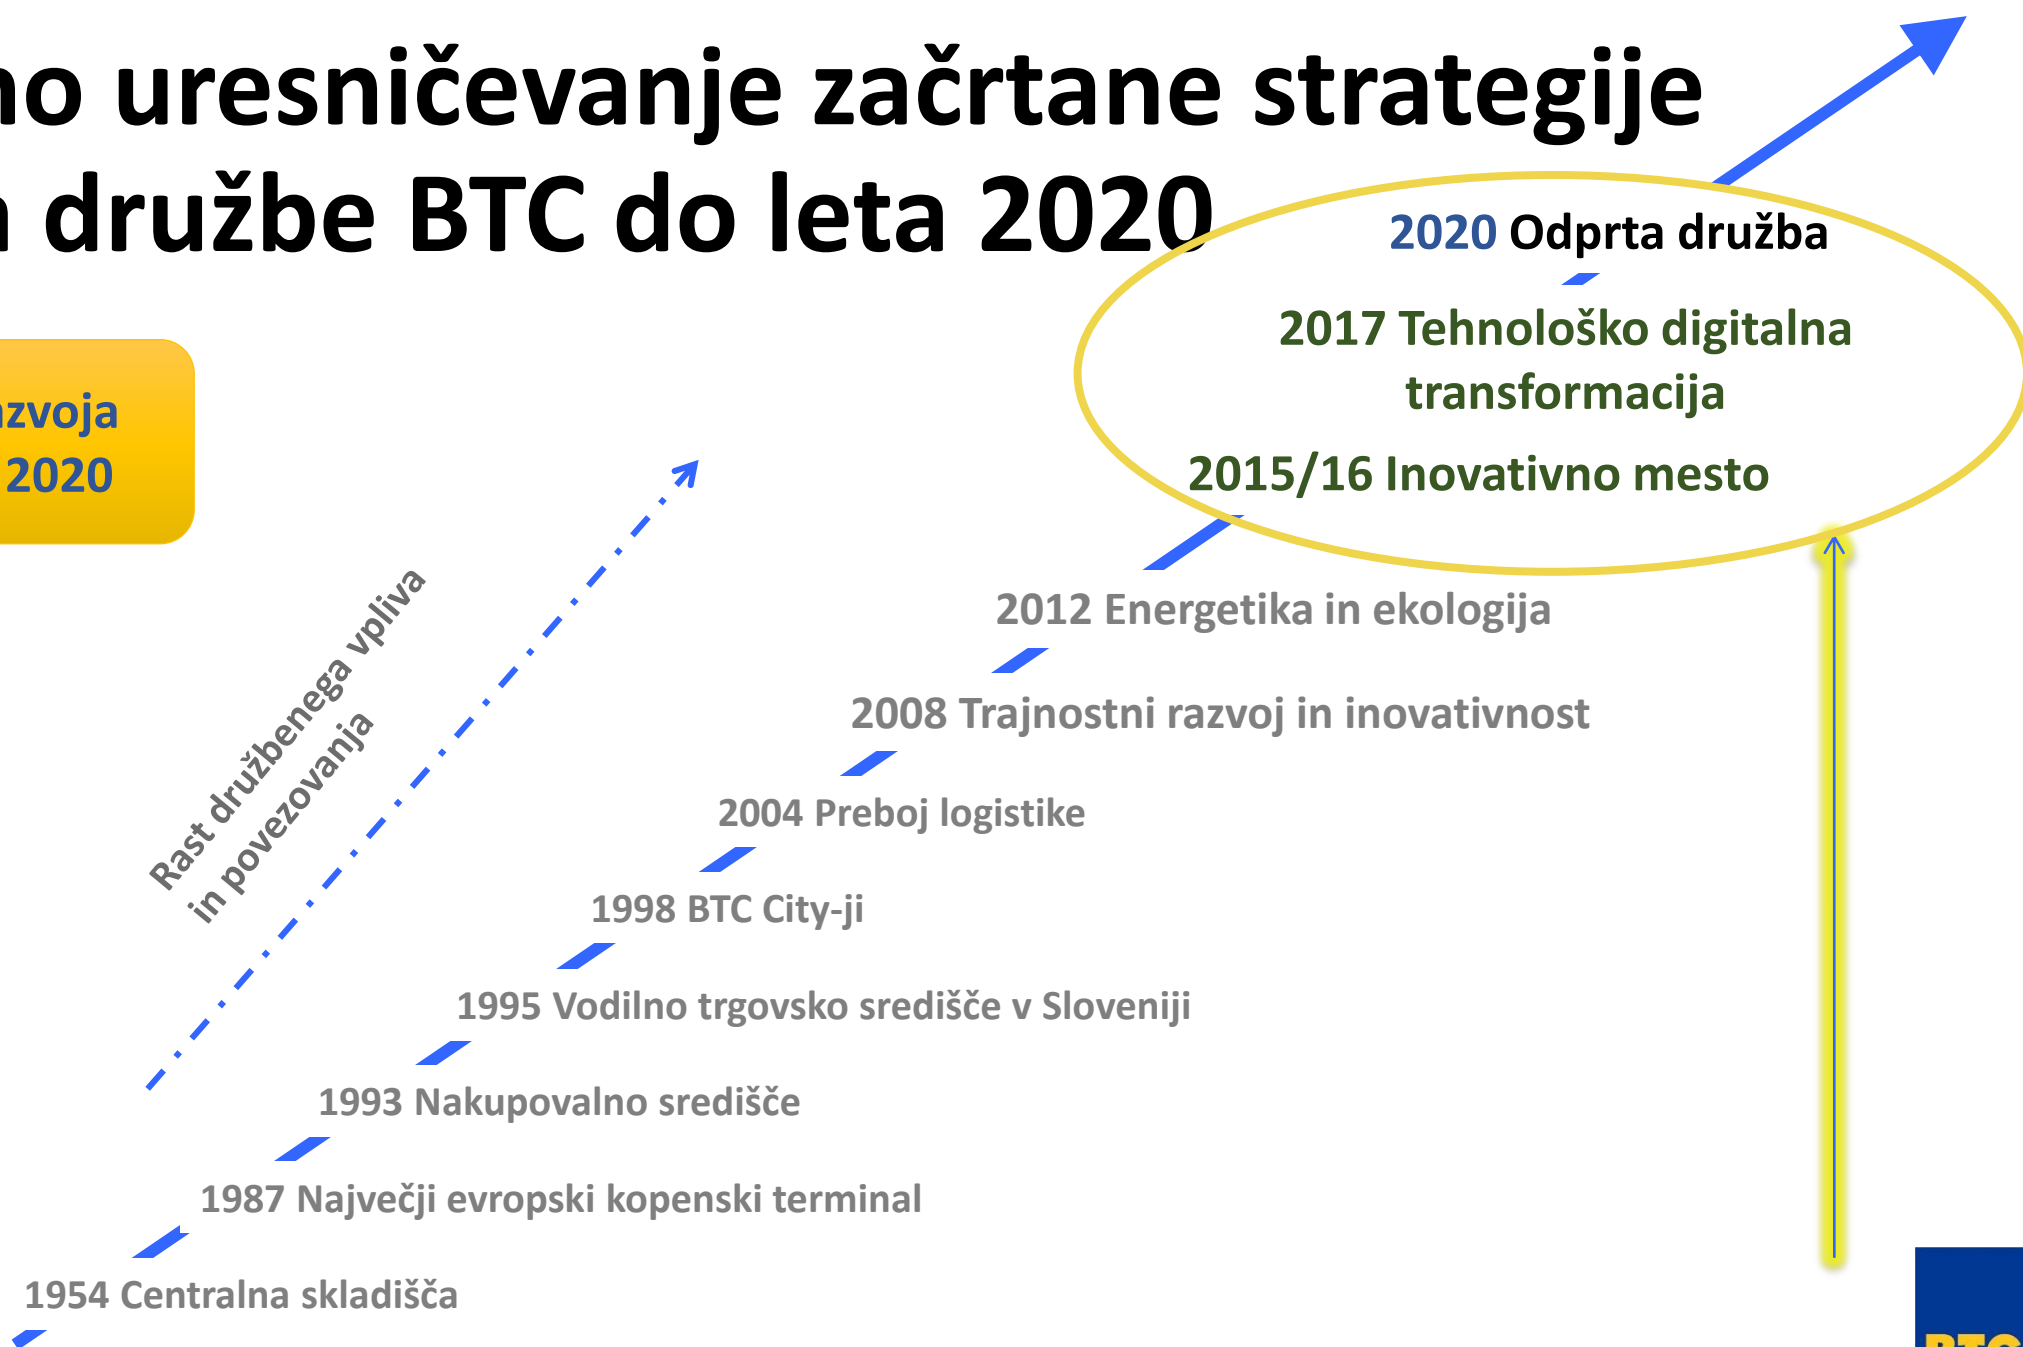 uresničevanje začrtane strategije
družbe BTC do leta 2020
2020 Odprta družba
2017 Tehnološko digitalna
transformacija
2015/16 Inovativno mesto
2020
Rast družbenega vpliva
in povezovanja
2012 Energetika in ekologija
2008 Trajnostni razvoj in inovativnost
2004 Preboj logistike
1998 BTC City-ji
1995 Vodilno trgovsko središče v Sloveniji
1993 Nakupovalno središče
1987 Največji evropski kopenski terminal
1954 Centralna skladišča
BTC